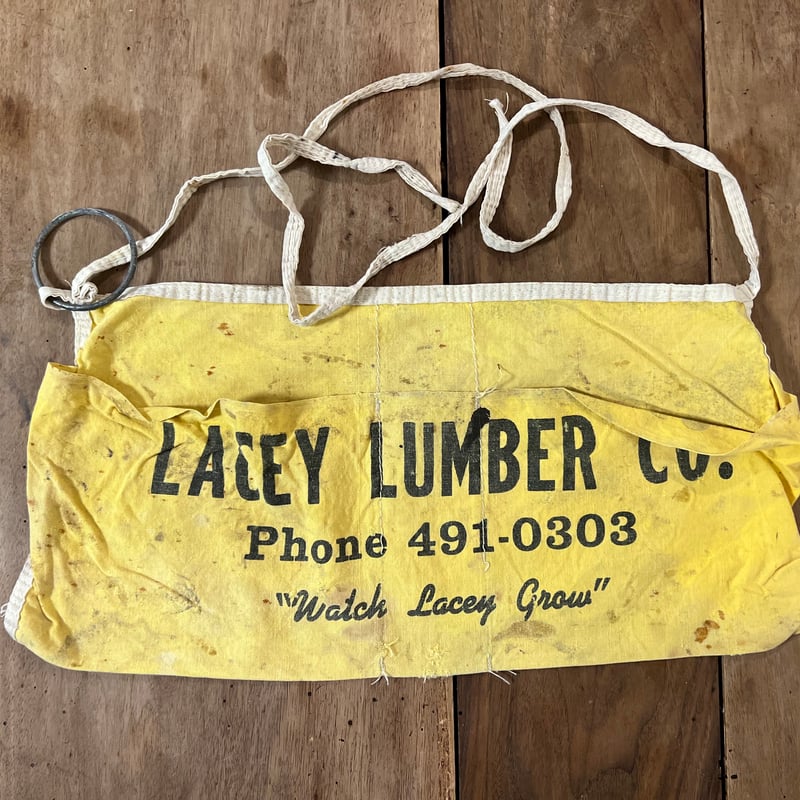 LACEY LUMBER CO.
Phone 491-0303
"Watch Lacey Grow"